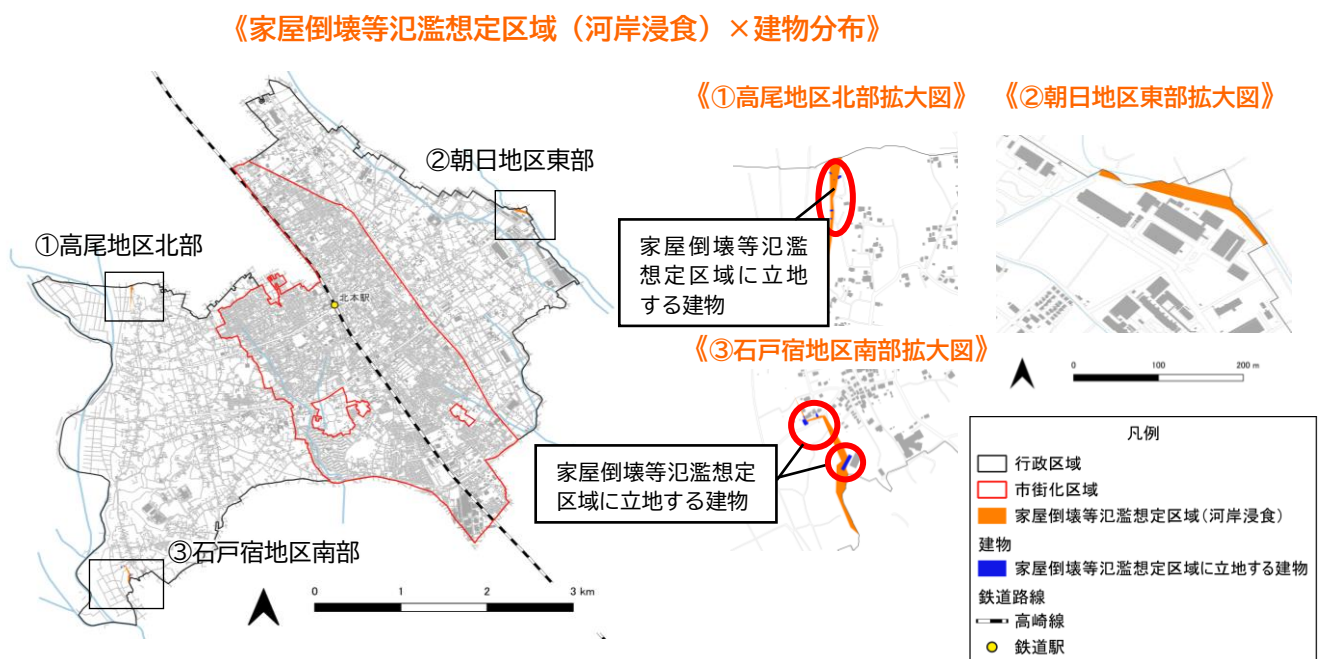 《家屋倒壊等氾濫想定区域（河岸浸食）×建物分布》
《①高尾地区北部拡大図》
《②朝日地区東部拡大図》
②朝日地区東部
①高尾地区北部
北本駅
③石戸宿地区南部
0 1 2 3 km
家屋倒壊等氾濫
想定区域に立地
する建物
《③石戸宿地区南部拡大図》
家屋倒壊等氾濫想定
区域に立地する建物
0 100 200 m
凡例
行政区域
市街化区域
家屋倒壊等氾濫想定区域(河岸浸食)
建物
家屋倒壊等氾濫想定区域に立地する建物
鉄道路線
高崎線
鉄道駅